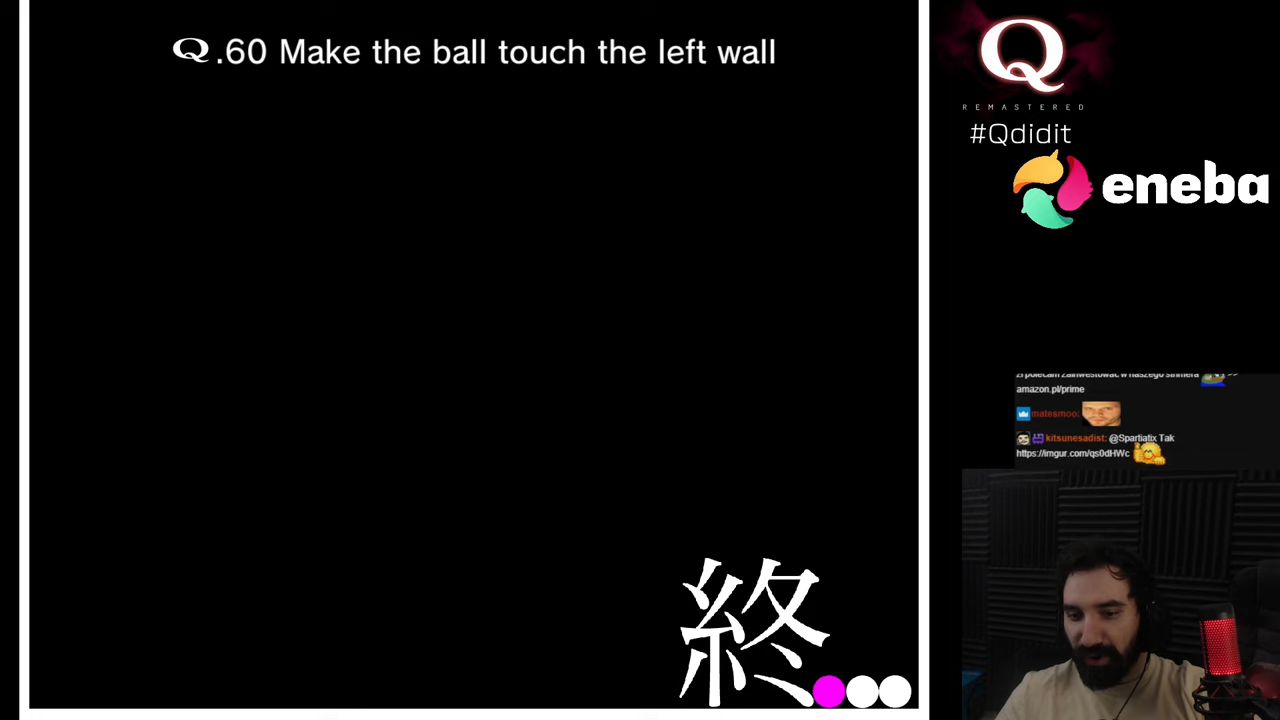 Q.60 Make the ball touch the left wall
Q
REMASTERED
#Qdidit
eneba
amazon.pl/prime
matesmoo:
kitsunesadist: @Spartiatix Tak
https://imgur.com/qs0dHWc
終